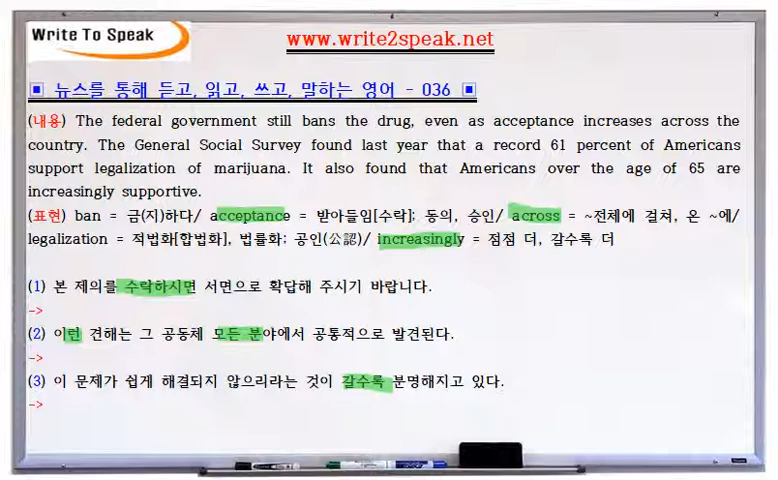 Write To Speak
www.write2speak.net
▣ 뉴스를 통해 듣고, 읽고, 쓰고, 말하는 영어 - 036 ▣
(내용) The federal government still bans the drug, even as acceptance increases across the
country. The General Social Survey found last year that a record 61 percent of Americans
support legalization of marijuana. It also found that Americans over the age of 65 are
increasingly supportive.
(표현) ban = 금(지)하다/ acceptance = 받아들임[수락]; 동의, 승인/ across = ~전체에 걸쳐, 온 ~에/
legalization = 적법화[합법화], 법률화; 공인(公認)/ increasingly = 점점 더, 갈수록 더
(1) 본 제의를 수락하시면 서면으로 확답해 주시기 바랍니다.
->
(2) 이런 견해는 그 공동체 모든 분야에서 공통적으로 발견된다.
->
(3) 이 문제가 쉽게 해결되지 않으리라는 것이 갈수록 분명해지고 있다.
->